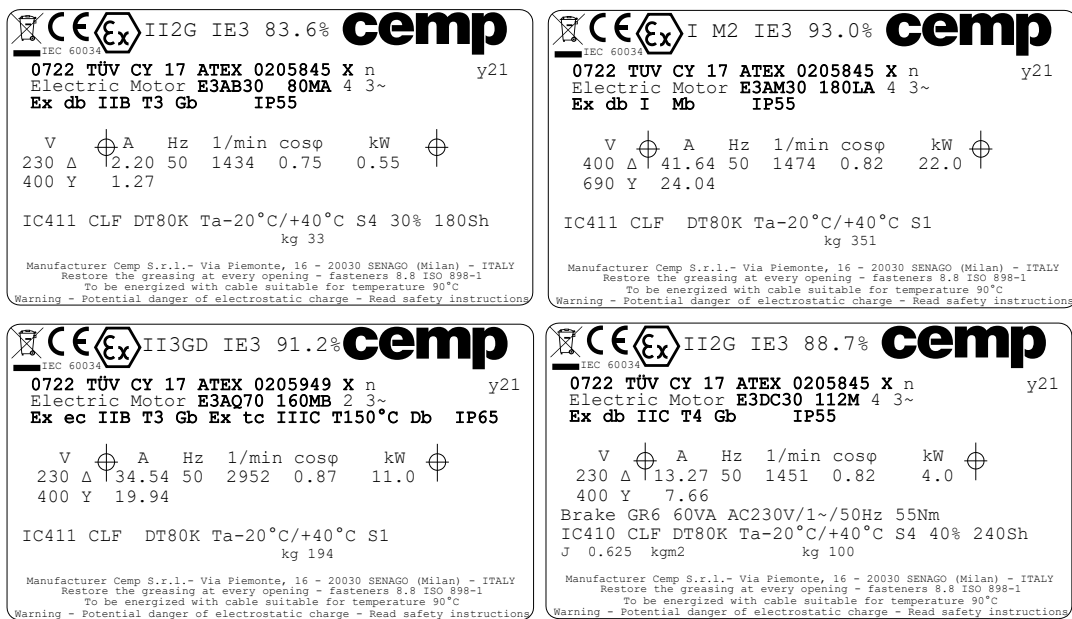 CE Ex II2G IE3 83.6% cemp
IEC 60034
0722 TÜV CY 17 ATEX 0205845 X n y21
Electric Motor E3AB30 80MA 4 3~
Ex db IIB T3 Gb IP55
V A Hz 1/min cosφ kW
230 Δ 2.20 50 1434 0.75 0.55
400 Y 1.27
IC411 CLF DT80K Ta-20°C/+40°C S4 30% 180Sh
kg 33
Manufacturer Cemp S.r.l.- Via Piemonte, 16 - 20030 SENAGO (Milan) - ITALY
Restore the greasing at every opening - fasteners 8.8 ISO 898-1
To be energized with cable suitable for temperature 90°C
Warning - Potential danger of electrostatic charge - Read safety instructions
CE Ex I M2 IE3 93.0% cemp
IEC 60034
0722 TUV CY 17 ATEX 0205845 X n y21
Electric Motor E3AM30 180LA 4 3~
Ex db I Mb IP55
V A Hz 1/min cosφ kW
400 Δ 41.64 50 1474 0.82 22.0
690 Y 24.04
IC411 CLF DT80K Ta-20°C/+40°C S1
kg 351
Manufacturer Cemp S.r.l.- Via Piemonte, 16 - 20030 SENAGO (Milan) - ITALY
Restore the greasing at every opening - fasteners 8.8 ISO 898-1
To be energized with cable suitable for temperature 90°C
Warning - Potential danger of electrostatic charge - Read safety instructions
CE Ex II3GD IE3 91.2% cemp
IEC 60034
0722 TÜV CY 17 ATEX 0205949 X n y21
Electric Motor E3AQ70 160MB 2 3~
Ex ec IIB T3 Gb Ex tc IIIC T150°C Db IP65
V A Hz 1/min cosφ kW
230 Δ 34.54 50 2952 0.87 11.0
400 Y 19.94
IC411 CLF DT80K Ta-20°C/+40°C S1
kg 194
Manufacturer Cemp S.r.l.- Via Piemonte, 16 - 20030 SENAGO (Milan) - ITALY
Restore the greasing at every opening - fasteners 8.8 ISO 898-1
To be energized with cable suitable for temperature 90°C
Warning - Potential danger of electrostatic charge - Read safety instructions
CE Ex II2G IE3 88.7% cemp
IEC 60034
0722 TÜV CY 17 ATEX 0205845 X n y21
Electric Motor E3DC30 112M 4 3~
Ex db IIC T4 Gb IP55
V A Hz 1/min cosφ kW
230 Δ 13.27 50 1451 0.82 4.0
400 Y 7.66
Brake GR6 60VA AC230V/1~/50Hz 55Nm
IC410 CLF DT80K Ta-20°C/+40°C S4 40% 240Sh
J 0.625 kgm2 kg 100
Manufacturer Cemp S.r.l.- Via Piemonte, 16 - 20030 SENAGO (Milan) - ITALY
Restore the greasing at every opening - fasteners 8.8 ISO 898-1
To be energized with cable suitable for temperature 90°C
Warning - Potential danger of electrostatic charge - Read safety instructions